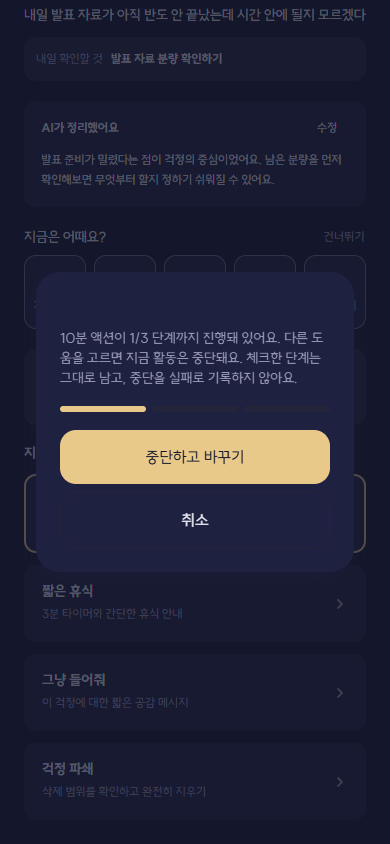 내일 발표 자료가 아직 반도 안 끝났는데 시간 안에 될지 모르겠다
내일 확인할 것 발표 자료 분량 확인하기
AI가 정리했어요 수정
발표 준비가 밀렸다는 점이 걱정의 중심이었어요. 남은 분량을 먼저
확인해보면 무엇부터 할지 정하기 쉬워질 수 있어요.
지금은 어때요? 건너뛰기
10분 액션이 1/3 단계까지 진행돼 있어요. 다른 도
움을 고르면 지금 활동은 중단돼요. 체크한 단계는
그대로 남고, 중단을 실패로 기록하지 않아요.
중단하고 바꾸기
취소
짧은 휴식
3분 타이머와 간단한 휴식 안내
그냥 들어줘
이 걱정에 대한 짧은 공감 메시지
걱정 파쇄
삭제 범위를 확인하고 완전히 지우기